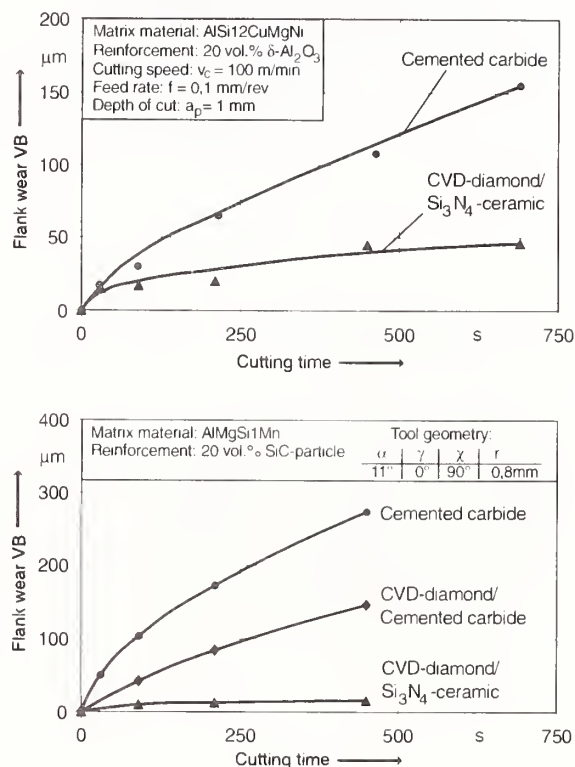 200
µm
150
100
50
0
Flank wear VB
Matrix material: AlSi12CuMgNi
Reinforcement: 20 vol.% δ-Al2O3
Cutting speed: vc = 100 m/min
Feed rate: f = 0,1 mm/rev
Depth of cut: ap = 1 mm
Cemented carbide
CVD-diamond/
Si3N4-ceramic
0 250 500 s 750
Cutting time
400
µm
300
200
100
0
Flank wear VB
Matrix material: AlMgSi1Mn
Reinforcement: 20 vol.% SiC-particle
Tool geometry:
α γ χ r
11° 0° 90° 0,8mm
Cemented carbide
CVD-diamond/
Cemented carbide
CVD-diamond/
Si3N4-ceramic
0 250 500 s 750
Cutting time